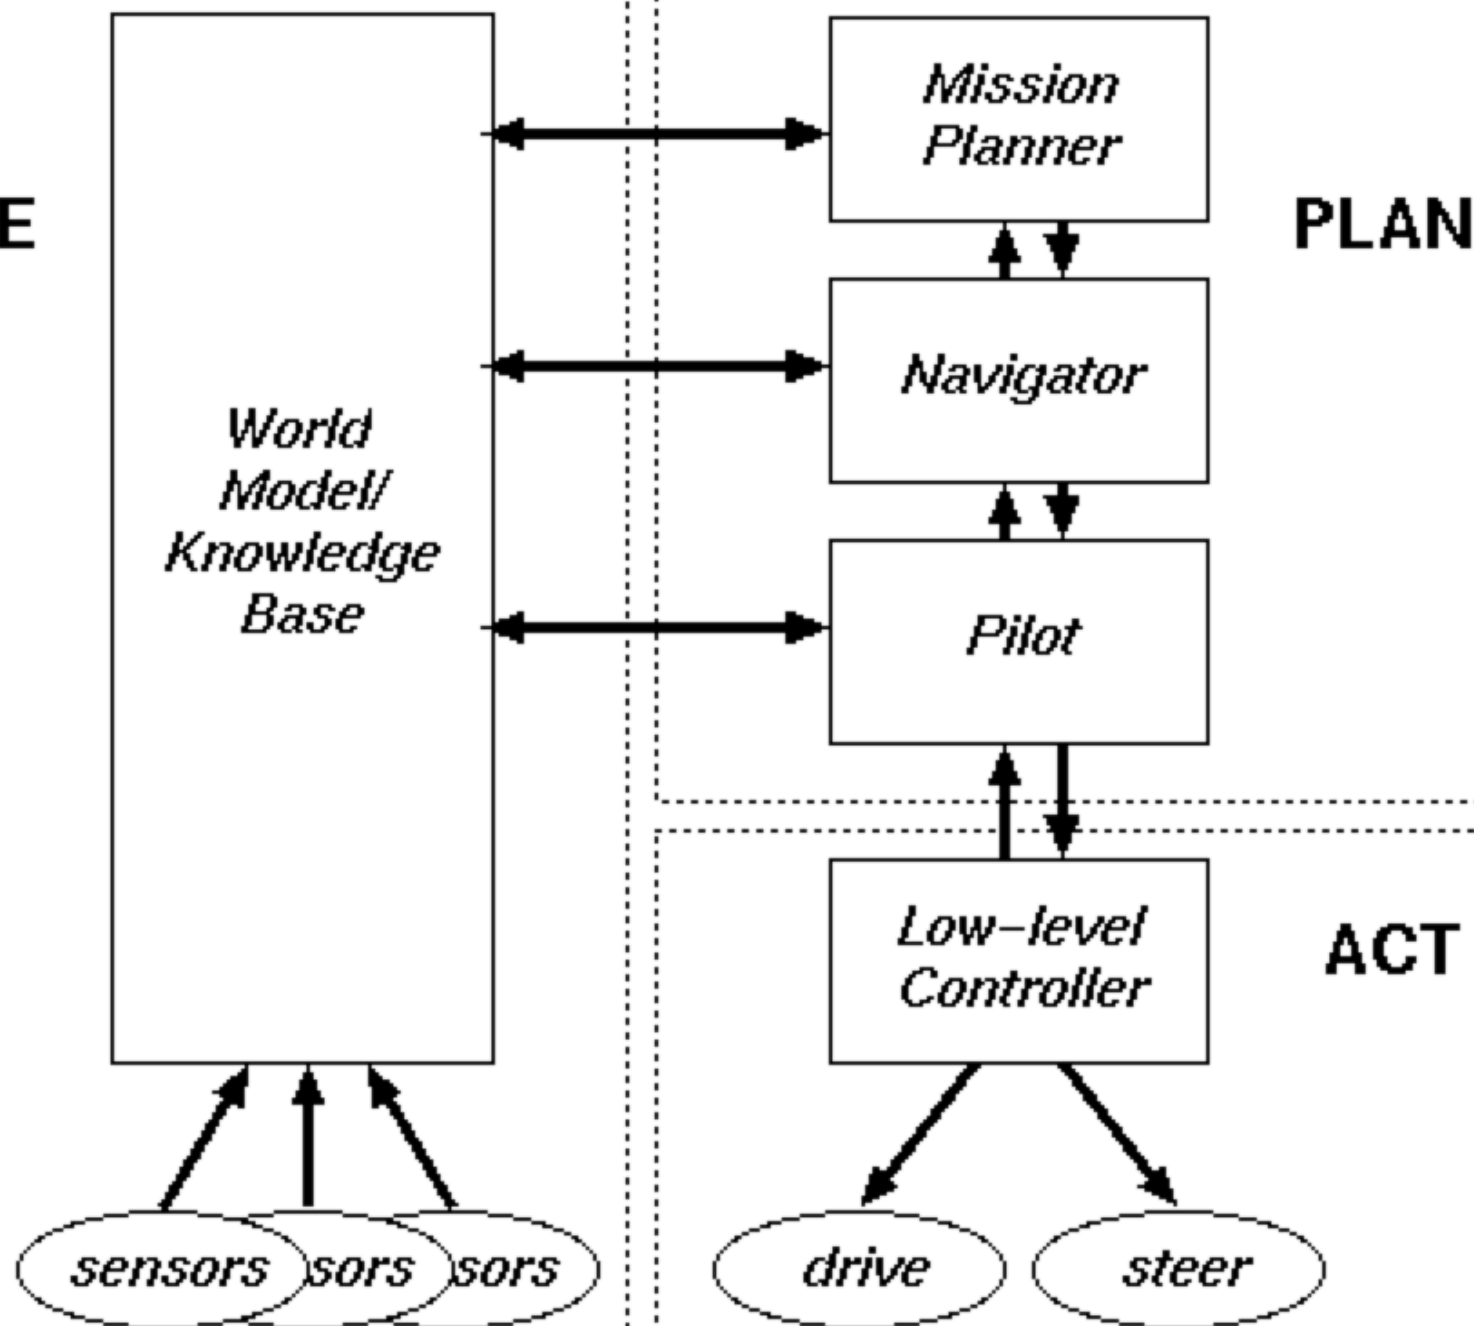 Mission
Planner
E
PLAN
Navigator
World
Model/
Knowledge
Base
Pilot
Low-level
Controller
ACT
sensors
sors
sors
drive
steer